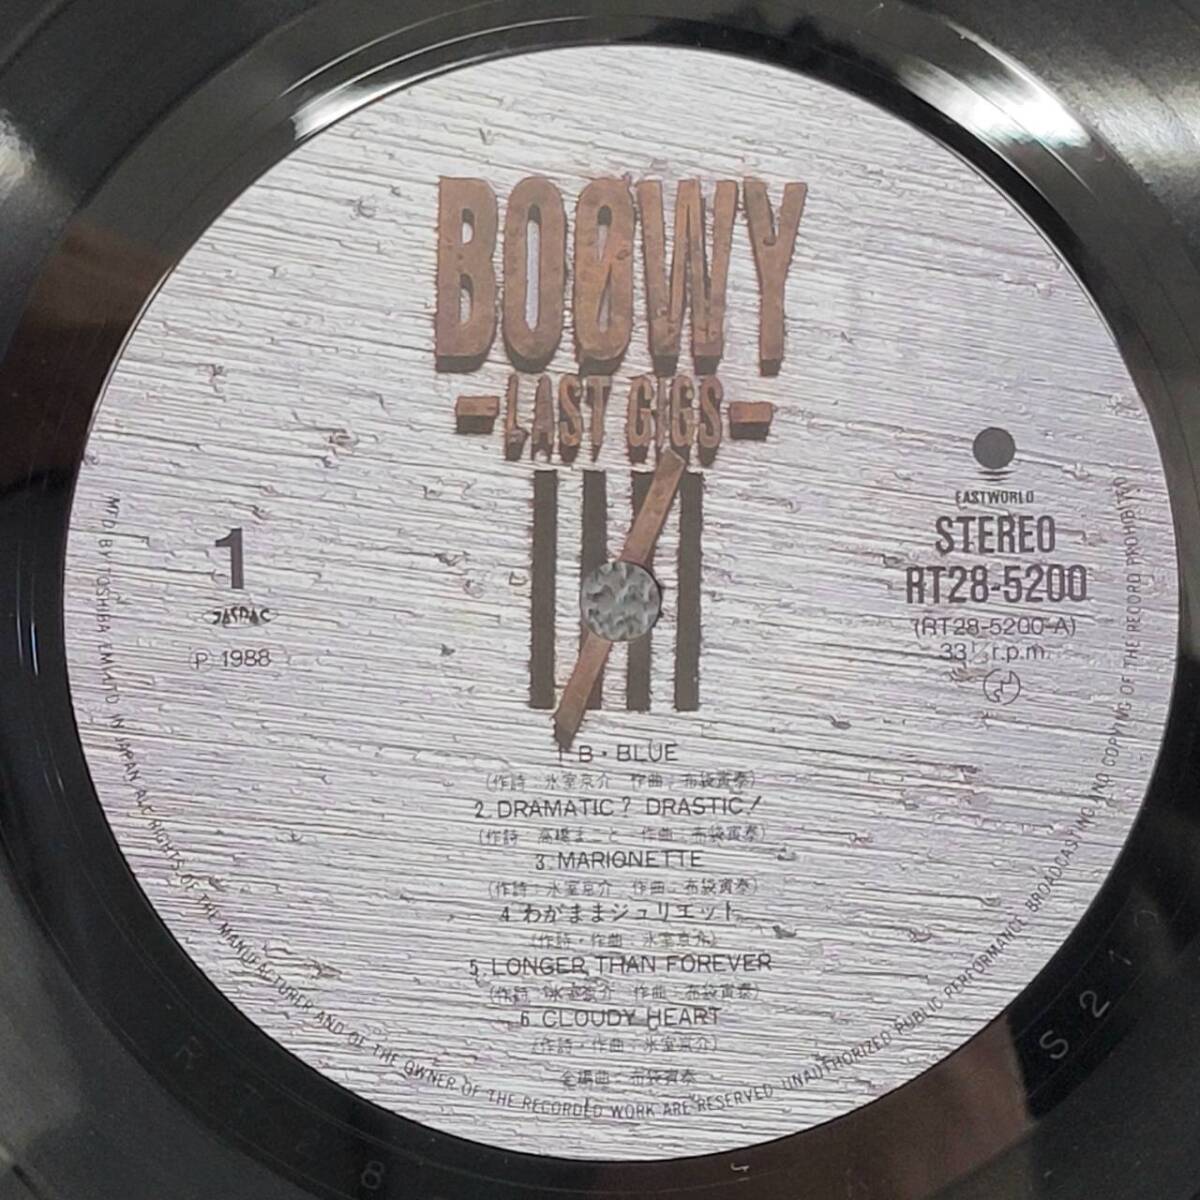 BOØWY
-LAST GIGS-
EASTWORLD
STEREO
RT28-5200
(RT28-5200-A)
33⅓r.p.m.
1
JASRAC
Ⓟ 1988
1. B・BLUE
(作詩：氷室京介 作曲：布袋寅泰)
2. DRAMATIC? DRASTIC!
(作詩：高橋まこと 作曲：布袋寅泰)
3. MARIONETTE
(作詩：氷室京介 作曲：布袋寅泰)
4. わがままジュリエット
(作詩・作曲：氷室京介)
5. LONGER THAN FOREVER
(作詩：氷室京介 作曲：布袋寅泰)
6. CLOUDY HEART
(作詩・作曲：氷室京介)
全編曲：布袋寅泰
MFD BY TOSHIBA EMI LTD. IN JAPAN ALL RIGHTS OF THE MANUFACTURER AND OF THE OWNER OF THE RECORDED WORK ARE RESERVED UNAUTHORIZED PUBLIC PERFORMANCE BROADCASTING AND COPYING OF THE RECORD PROHIBITED